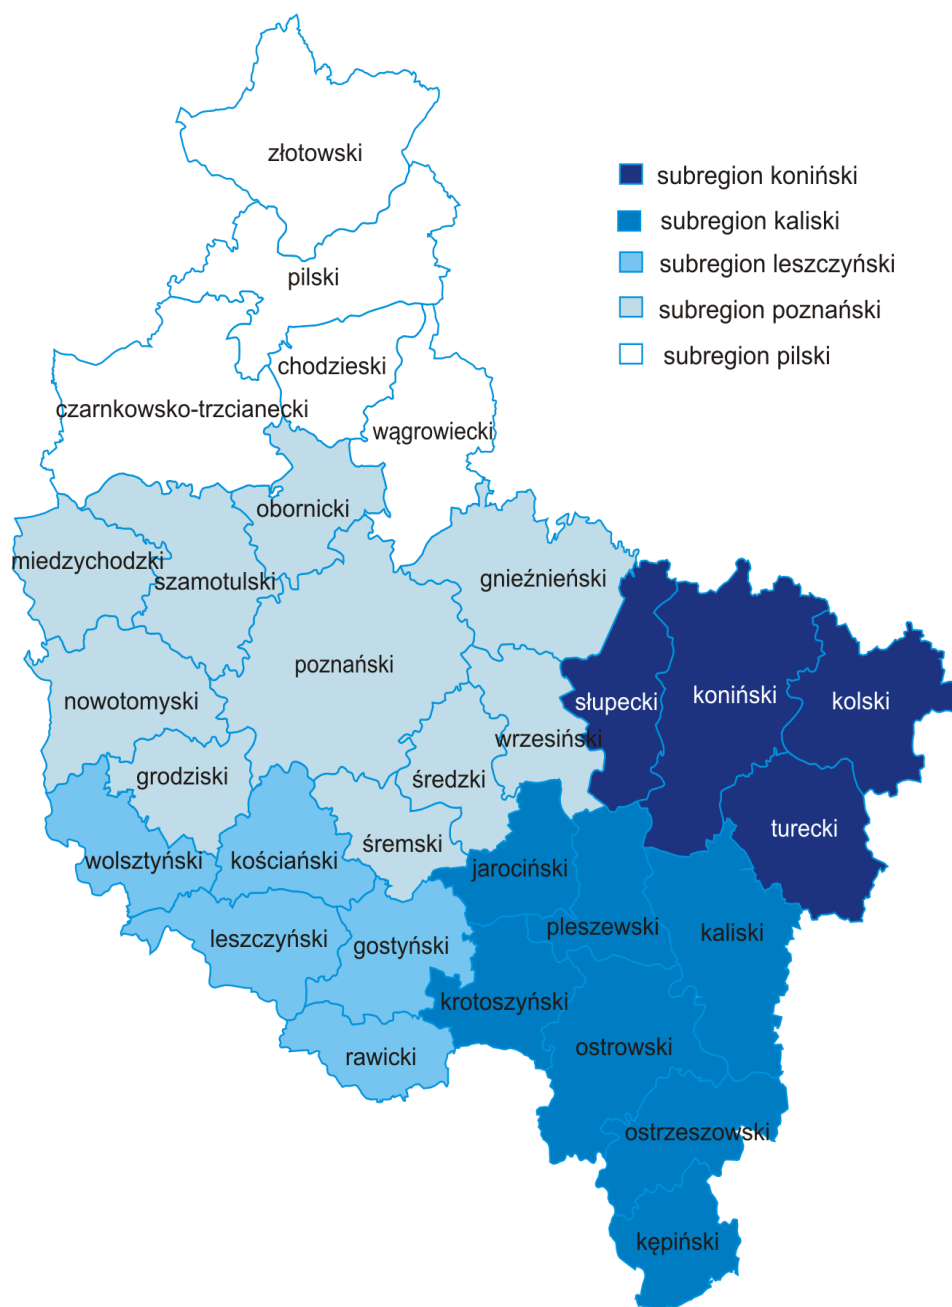 złotowski
subregion koniński
subregion kaliski
subregion leszczyński
subregion poznański
subregion pilski
pilski
chodzieski
czarnkowsko-trzcianecki
wągrowiecki
obornicki
miedzychodzki
szamotulski
gnieźnieński
poznański
nowotomyski
słupecki
koniński
kolski
wrzesiński
grodziski
średzki
śremski
turecki
wolsztyński
kościański
jarociński
leszczyński
gostyński
pleszewski
kaliski
krotoszyński
rawicki
ostrowski
ostrzeszowski
kępiński